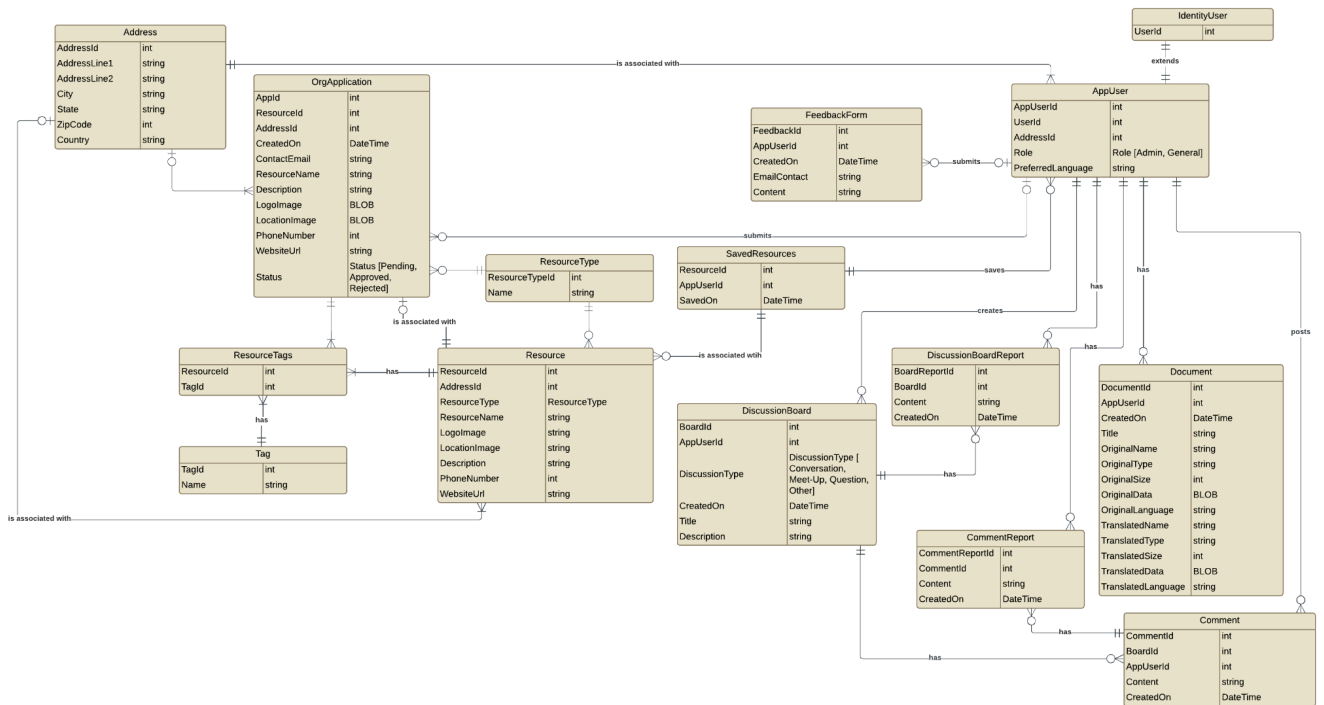 Address
AddressId int
AddressLine1 string
AddressLine2 string
City string
State string
ZipCode int
Country string
OrgApplication
AppId int
ResourceId int
AddressId int
CreatedOn DateTime
ContactEmail string
ResourceName string
Description string
LogoImage BLOB
LocationImage BLOB
PhoneNumber int
WebsiteUrl string
Status Status [Pending,
Approved,
Rejected]
IdentityUser
UserId int
extends
is associated with
AppUser
AppUserId int
UserId int
AddressId int
Role Role [Admin, General]
PreferredLanguage string
FeedbackForm
FeedbackId int
AppUserId int
CreatedOn DateTime
EmailContact string
Content string
submits
submits
ResourceType
ResourceTypeId int
Name string
SavedResources
ResourceId int
AppUserId int
SavedOn DateTime
saves
has
has
creates
has
posts
is associated with
is associated wtih
ResourceTags
ResourceId int
TagId int
has
has
Tag
TagId int
Name string
is associated with
Resource
ResourceId int
AddressId int
ResourceType ResourceType
ResourceName string
LogoImage string
LocationImage string
Description string
PhoneNumber int
WebsiteUrl string
DiscussionBoard
BoardId int
AppUserId int
DiscussionType DiscussionType [
Conversation,
Meet-Up, Question,
Other]
CreatedOn DateTime
Title string
Description string
DiscussionBoardReport
BoardReportId int
BoardId int
Content string
CreatedOn DateTime
has
Document
DocumentId int
AppUserId int
CreatedOn DateTime
Title string
OriginalName string
OriginalType string
OriginalSize int
OriginalData BLOB
OriginalLanguage string
TranslatedName string
TranslatedType string
TranslatedSize int
TranslatedData BLOB
TranslatedLanguage string
CommentReport
CommentReportId int
CommentId int
Content string
CreatedOn DateTime
has
has
Comment
CommentId int
BoardId int
AppUserId int
Content string
CreatedOn DateTime